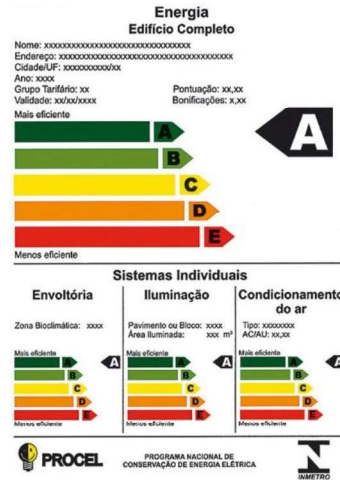 Energia
Edifício Completo
Nome: xxxxxxxxxxxxxxxxxxxxxxxxxxxxxxxx
Endereço: xxxxxxxxxxxxxxxxxxxxxxxxxxxxxxxxxxxxx
Cidade/UF: xxxxxxxxxx/xx
Ano: xxxx
Grupo Tarifário: xx Pontuação: xx,xx
Validade: xx/xx/xxxx Bonificações: x,xx
Mais eficiente
A
A
B
C
D
E
Menos eficiente
Sistemas Individuais
Envoltória
Zona Bioclimática: xxxx
Mais eficiente
A A
B
C
D
E
Menos eficiente
Iluminação
Pavimento ou Bloco: xxxx
Área Iluminada: xxx m²
Mais eficiente
A A
B
C
D
E
Menos eficiente
Condicionamento
do ar
Tipo: xxxxxxxx
AC/AU: xx,xx
Mais eficiente
A A
B
C
D
E
Menos eficiente
PROCEL
PROGRAMA NACIONAL DE
CONSERVAÇÃO DE ENERGIA ELÉTRICA
INMETRO